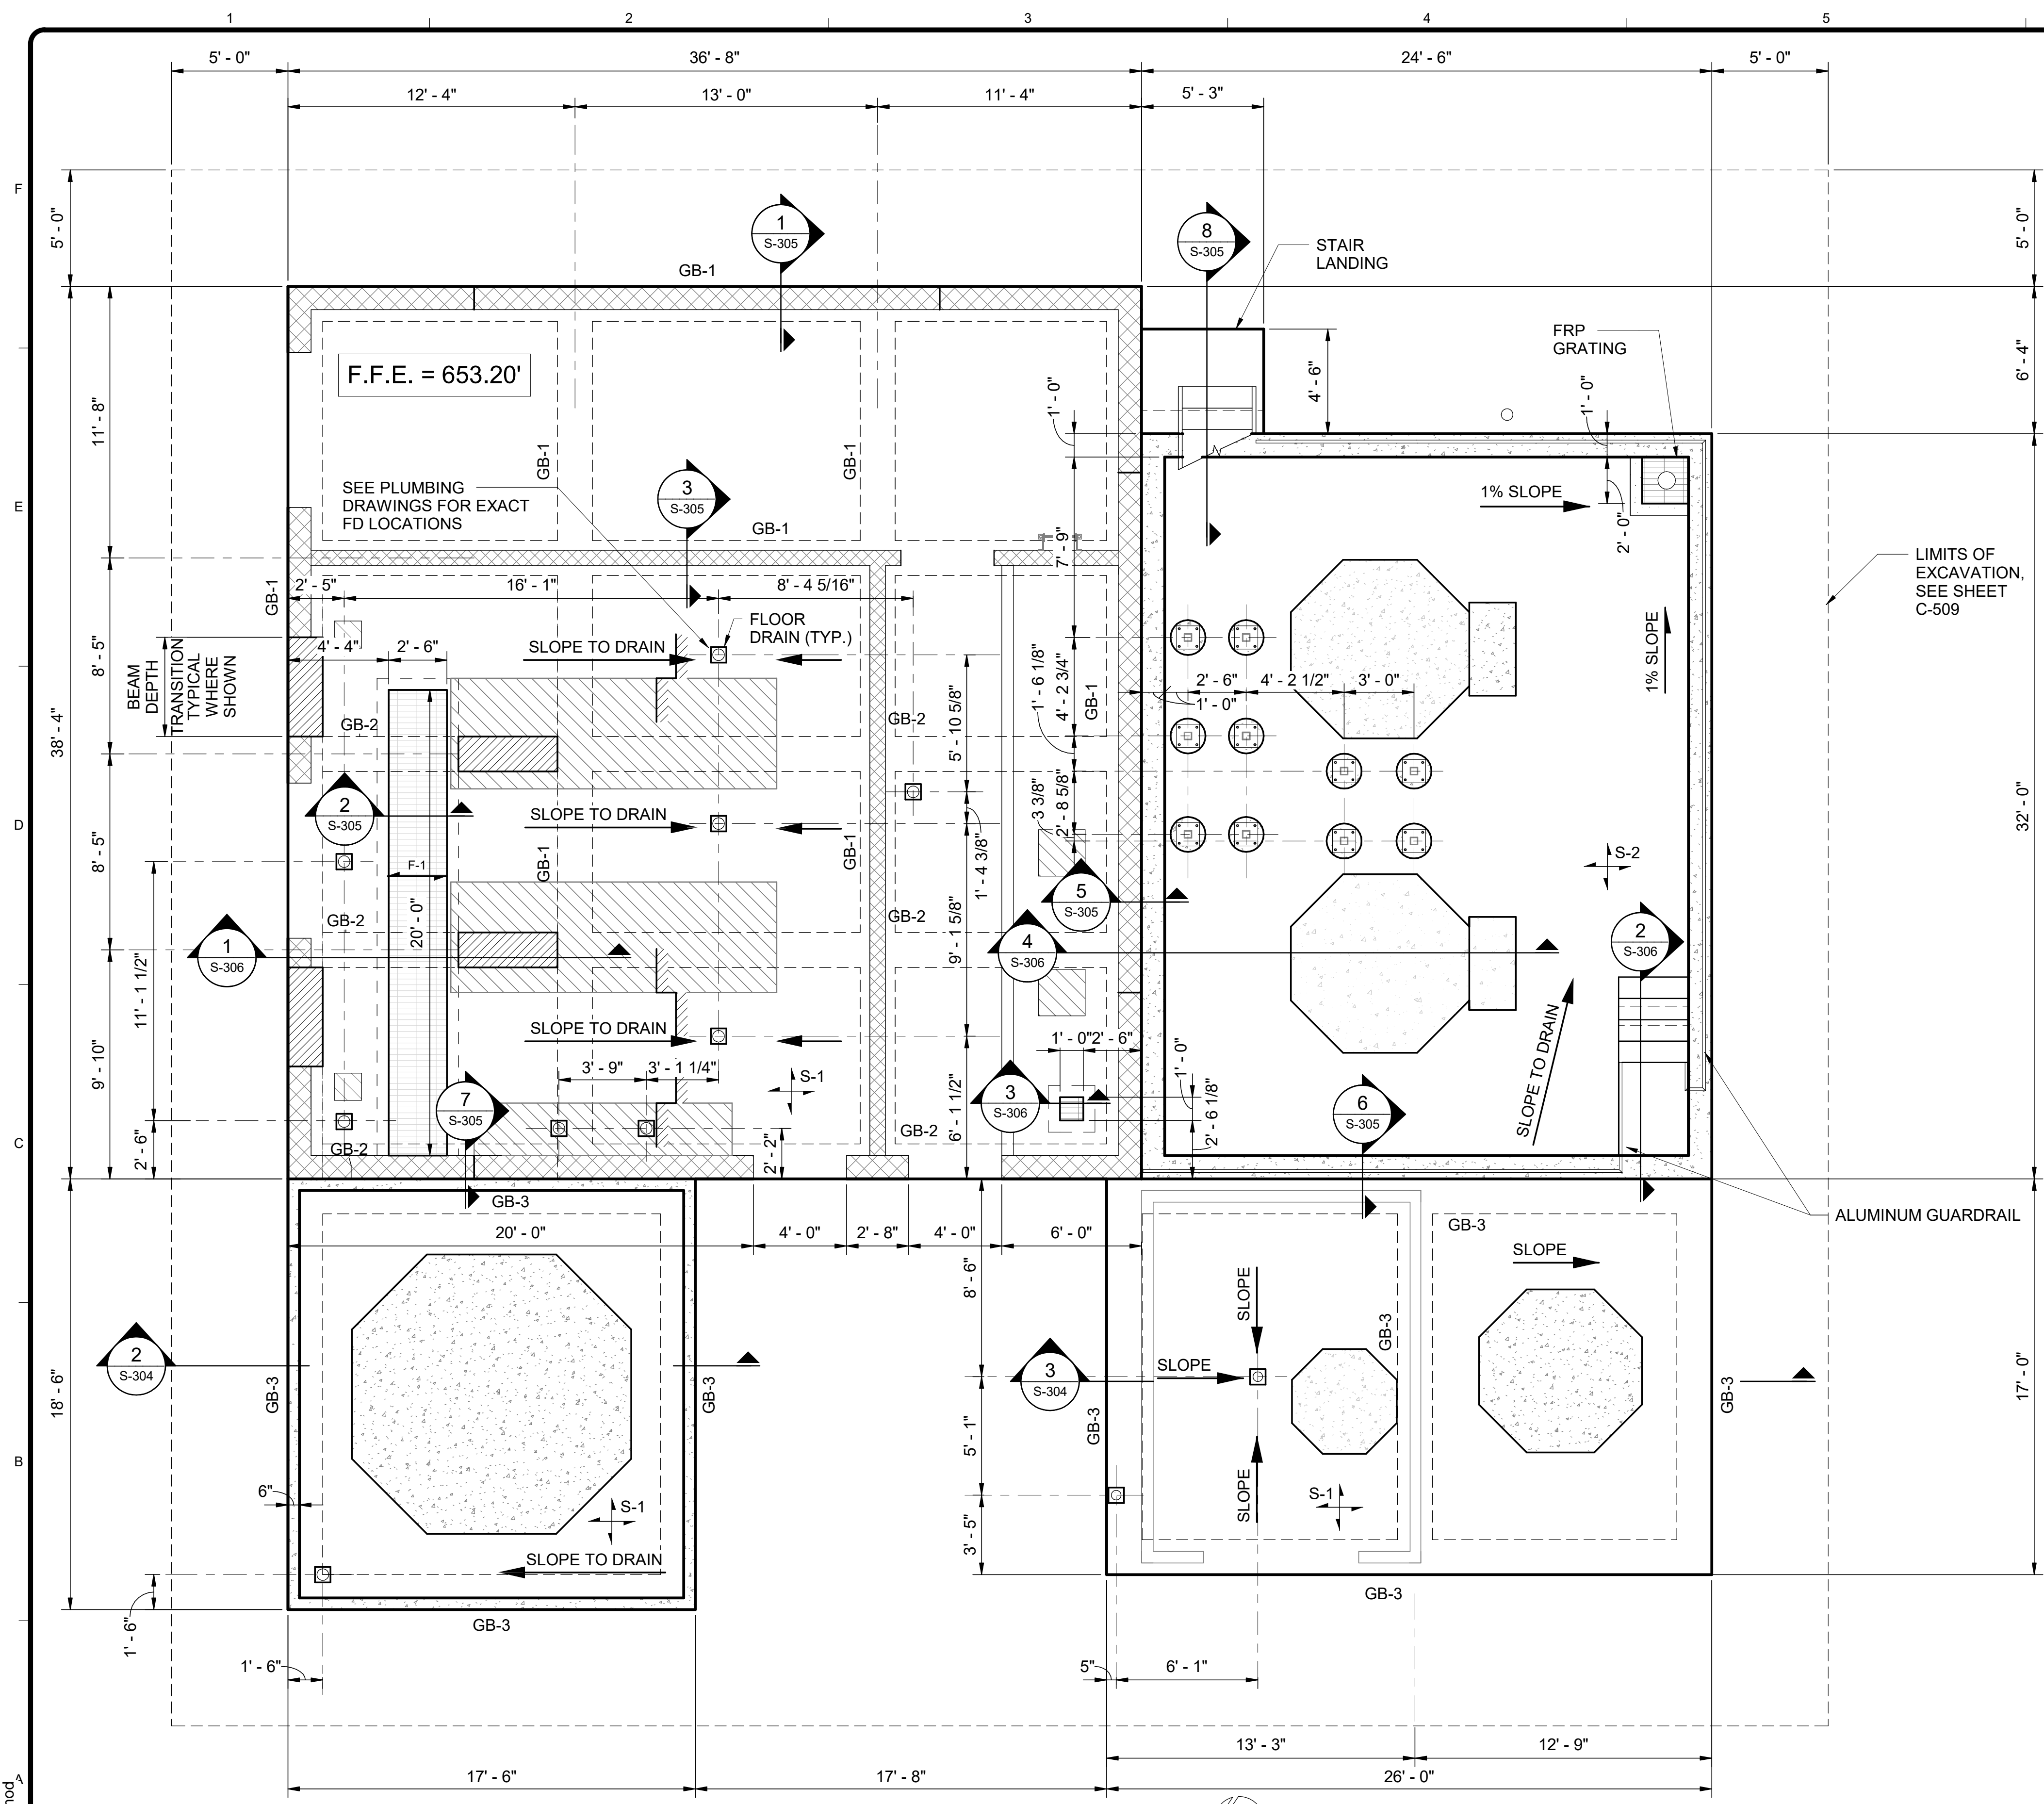 1
2
3
4
5
5' - 0"
36' - 8"
24' - 6"
5' - 0"
12' - 4"
13' - 0"
11' - 4"
5' - 3"
F
E
D
C
B
A
5' - 0"
38' - 4"
18' - 6"
11' - 8"
8' - 5"
8' - 5"
9' - 10"
11' - 1 1/2"
2' - 6"
1' - 6"
BEAM
DEPTH
TRANSITION
TYPICAL
WHERE
SHOWN
1
S-305
GB-1
8
S-305
STAIR
LANDING
FRP
GRATING
5' - 0"
6' - 4"
32' - 0"
17' - 0"
F.F.E. = 653.20'
4' - 6"
1' - 0"
1' - 0"
GB-1
GB-1
SEE PLUMBING
DRAWINGS FOR EXACT
FD LOCATIONS
3
S-305
GB-1
7' - 9"
1% SLOPE
2' - 0"
LIMITS OF
EXCAVATION,
SEE SHEET
C-509
GB-1
2' - 5"
16' - 1"
8' - 4 5/16"
FLOOR
DRAIN (TYP.)
SLOPE TO DRAIN
4' - 4"
2' - 6"
1% SLOPE
GB-2
GB-2
5' - 10 5/8"
1' - 6 1/8"
4' - 2 3/4"
GB-1
2' - 6"
4' - 2 1/2"
3' - 0"
1' - 0"
2
S-305
SLOPE TO DRAIN
GB-1
GB-1
1' - 4 3/8"
3 3/8"
2' - 8 5/8"
S-2
F-1
5
S-305
GB-2
20' - 0"
GB-2
1
S-306
4
S-306
2
S-306
9' - 1 5/8"
SLOPE TO DRAIN
3' - 9"
3' - 1 1/4"
S-1
1' - 0"
2' - 6"
1' - 0"
2' - 6 1/8"
3
S-306
7
S-305
6
S-305
SLOPE TO DRAIN
GB-2
2' - 2"
GB-2
6' - 1 1/2"
GB-3
20' - 0"
4' - 0"
2' - 8"
4' - 0"
6' - 0"
ALUMINUM GUARDRAIL
GB-3
SLOPE
8' - 6"
SLOPE
SLOPE
GB-3
2
S-304
3
S-304
GB-3
GB-3
GB-3
GB-3
5' - 1"
SLOPE
6"
S-1
S-1
SLOPE TO DRAIN
3' - 5"
GB-3
GB-3
1' - 6"
5"
6' - 1"
13' - 3"
12' - 9"
17' - 6"
17' - 8"
26' - 0"